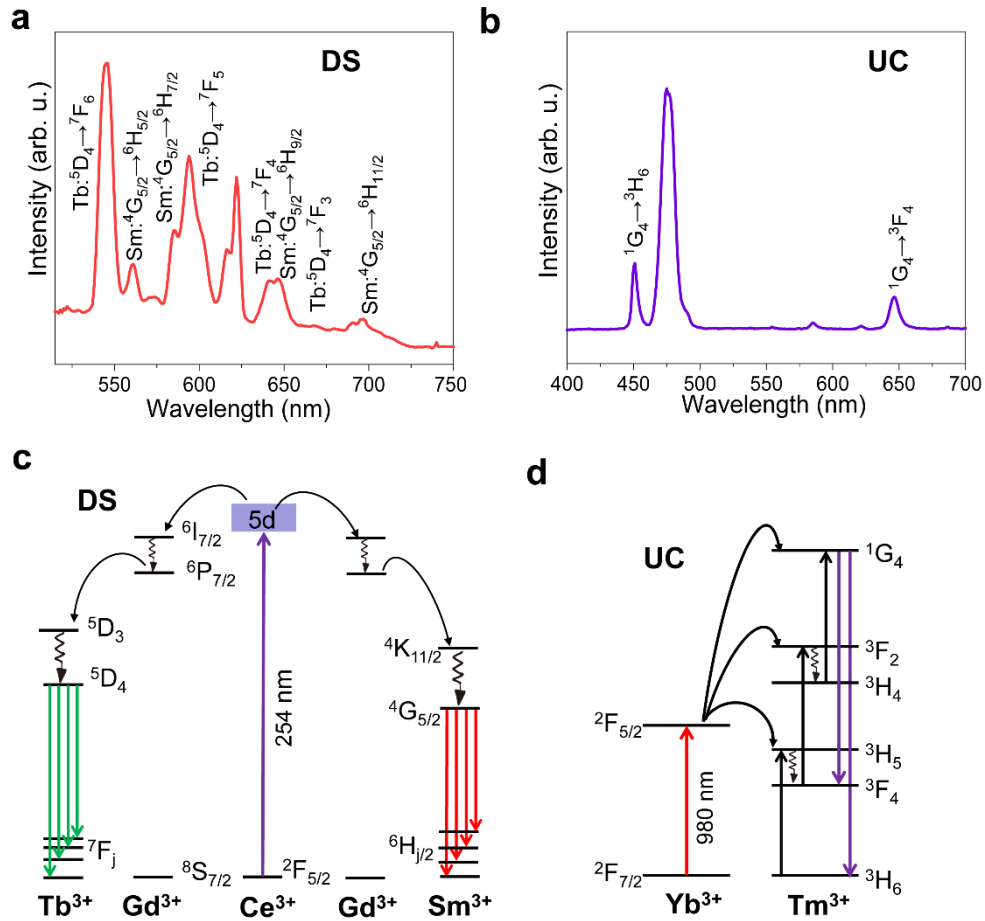 a
DS
Intensity (arb. u.)
Tb:⁵D₄→⁷F₆
Sm:⁴G₅/₂→⁶H₅/₂
Sm:⁴G₅/₂→⁶H₇/₂
Tb:⁵D₄→⁷F₅
Tb:⁵D₄→⁷F₄
Sm:⁴G₅/₂→⁶H₉/₂
Tb:⁵D₄→⁷F₃
Sm:⁴G₅/₂→⁶H₁₁/₂
550 600 650 700 750
Wavelength (nm)
b
UC
Intensity (arb. u.)
¹G₄→³H₆
¹G₄→³F₄
400 450 500 550 600 650 700
Wavelength (nm)
c
DS
5d
⁶I₇/₂
⁶P₇/₂
⁵D₃
⁴K₁₁/₂
⁵D₄
⁴G₅/₂
254 nm
⁷Fⱼ
⁶Hⱼ/₂
⁸S₇/₂
²F₅/₂
Tb³⁺ Gd³⁺ Ce³⁺ Gd³⁺ Sm³⁺
d
UC
¹G₄
³F₂
³H₄
²F₅/₂
³H₅
³F₄
980 nm
²F₇/₂
³H₆
Yb³⁺ Tm³⁺